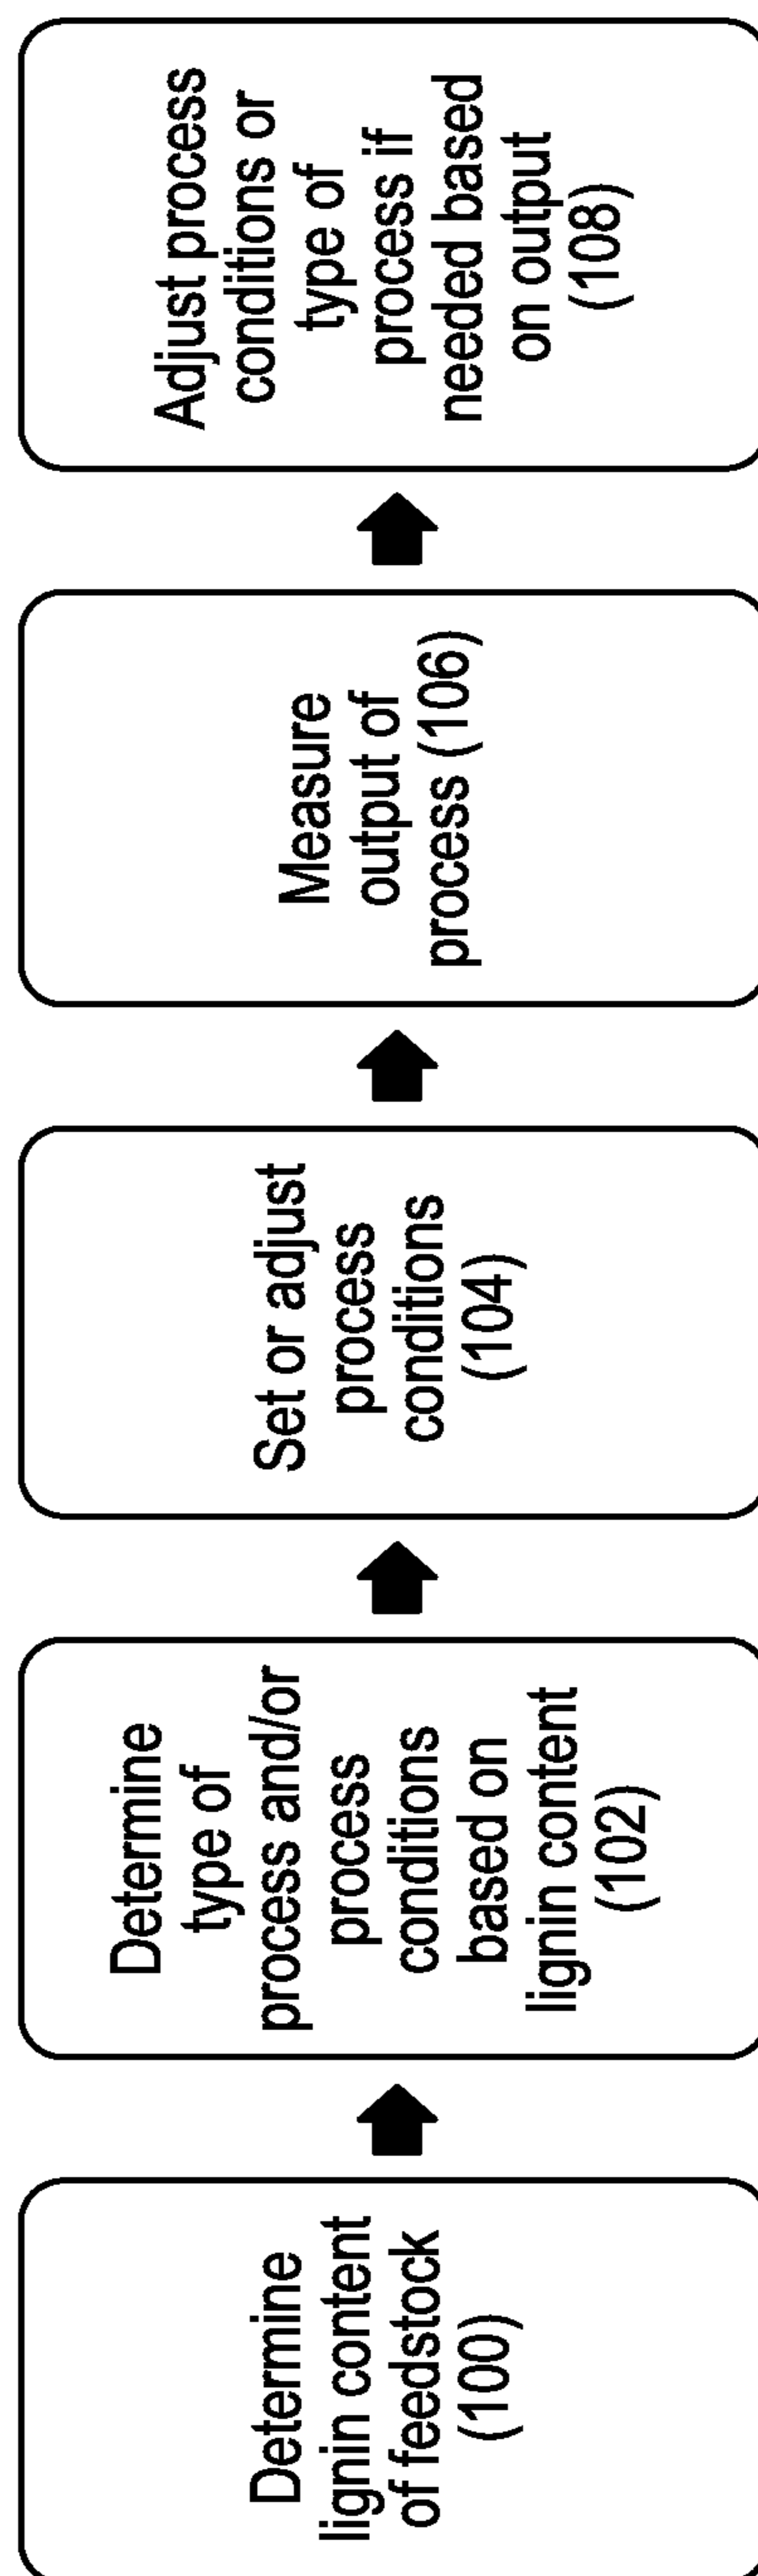 Determine
lignin content
of feedstock
(100)
Determine
type of
process and/or
process
conditions
based on
lignin content
(102)
Set or adjust
process
conditions
(104)
Measure
output of
process (106)
Adjust process
conditions or
type of
process if
needed based
on output
(108)